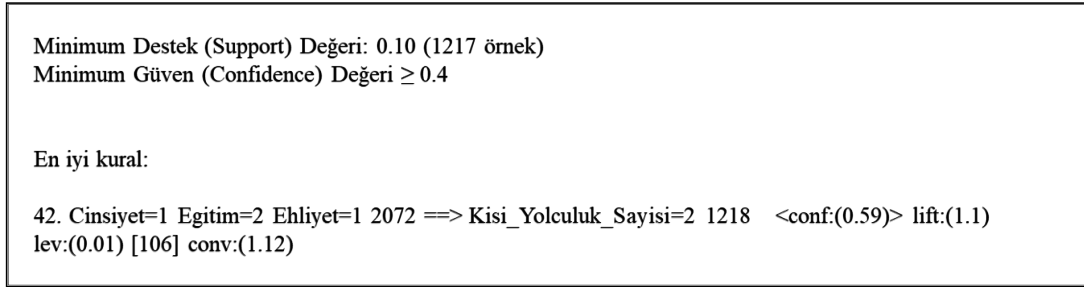 Minimum Destek (Support) Değeri: 0.10 (1217 örnek)
Minimum Güven (Confidence) Değeri ≥ 0.4
En iyi kural:
42. Cinsiyet=1 Egitim=2 Ehliyet=1 2072 ==> Kisi_Yolculuk_Sayisi=2 1218 <conf:(0.59)> lift:(1.1)
lev:(0.01) [106] conv:(1.12)